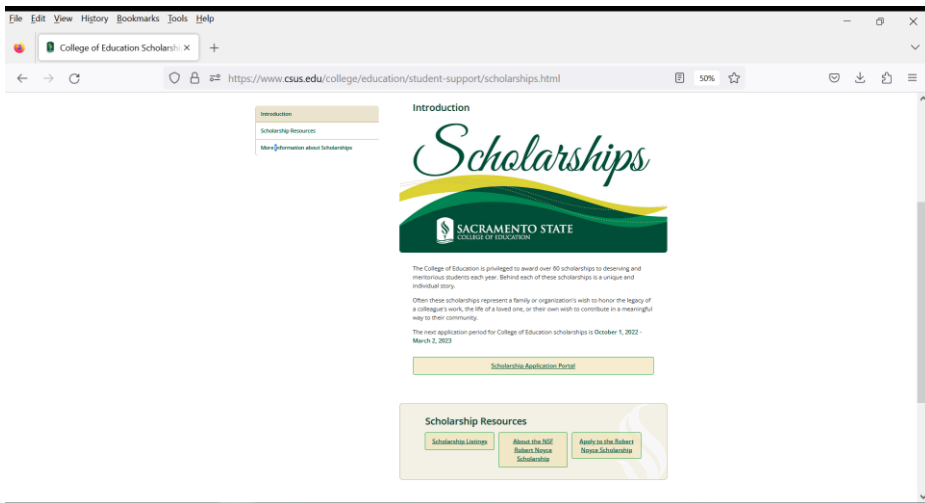 File Edit View History Bookmarks Tools Help
College of Education Scholarshi
https://www.csus.edu/college/education/student-support/scholarships.html
50%
Introduction
Scholarship Resources
More Information about Scholarships
Introduction
Scholarships
SACRAMENTO STATE
COLLEGE OF EDUCATION
The College of Education is privileged to award over 60 scholarships to deserving and
meritorious students each year. Behind each of these scholarships is a unique and
individual story.
Often these scholarships represent a family or organization's wish to honor the legacy of
a colleague's work, the life of a loved one, or their own wish to contribute in a meaningful
way to their community.
The next application period for College of Education scholarships is October 1, 2022 -
March 2, 2023
Scholarship Application Portal
Scholarship Resources
Scholarship Listings
About the NSF
Robert Noyce
Scholarship
Apply to the Robert
Noyce Scholarship